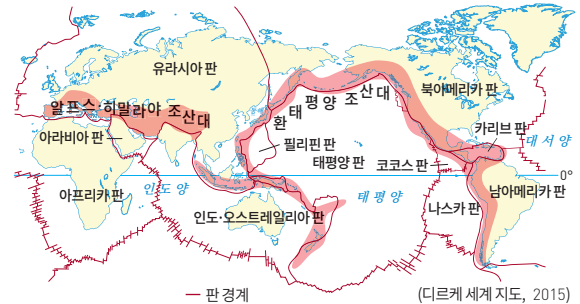 유라시아 판
북아메리카 판
알프스·히말라야 조산대
환태평양 조산대
아라비아 판
필리핀 판
태평양 판
카리브 판
대서양
코코스 판
0°
아프리카 판
인도양
태평양
남아메리카 판
나스카 판
인도·오스트레일리아 판
판 경계
(디르케 세계 지도, 2015)